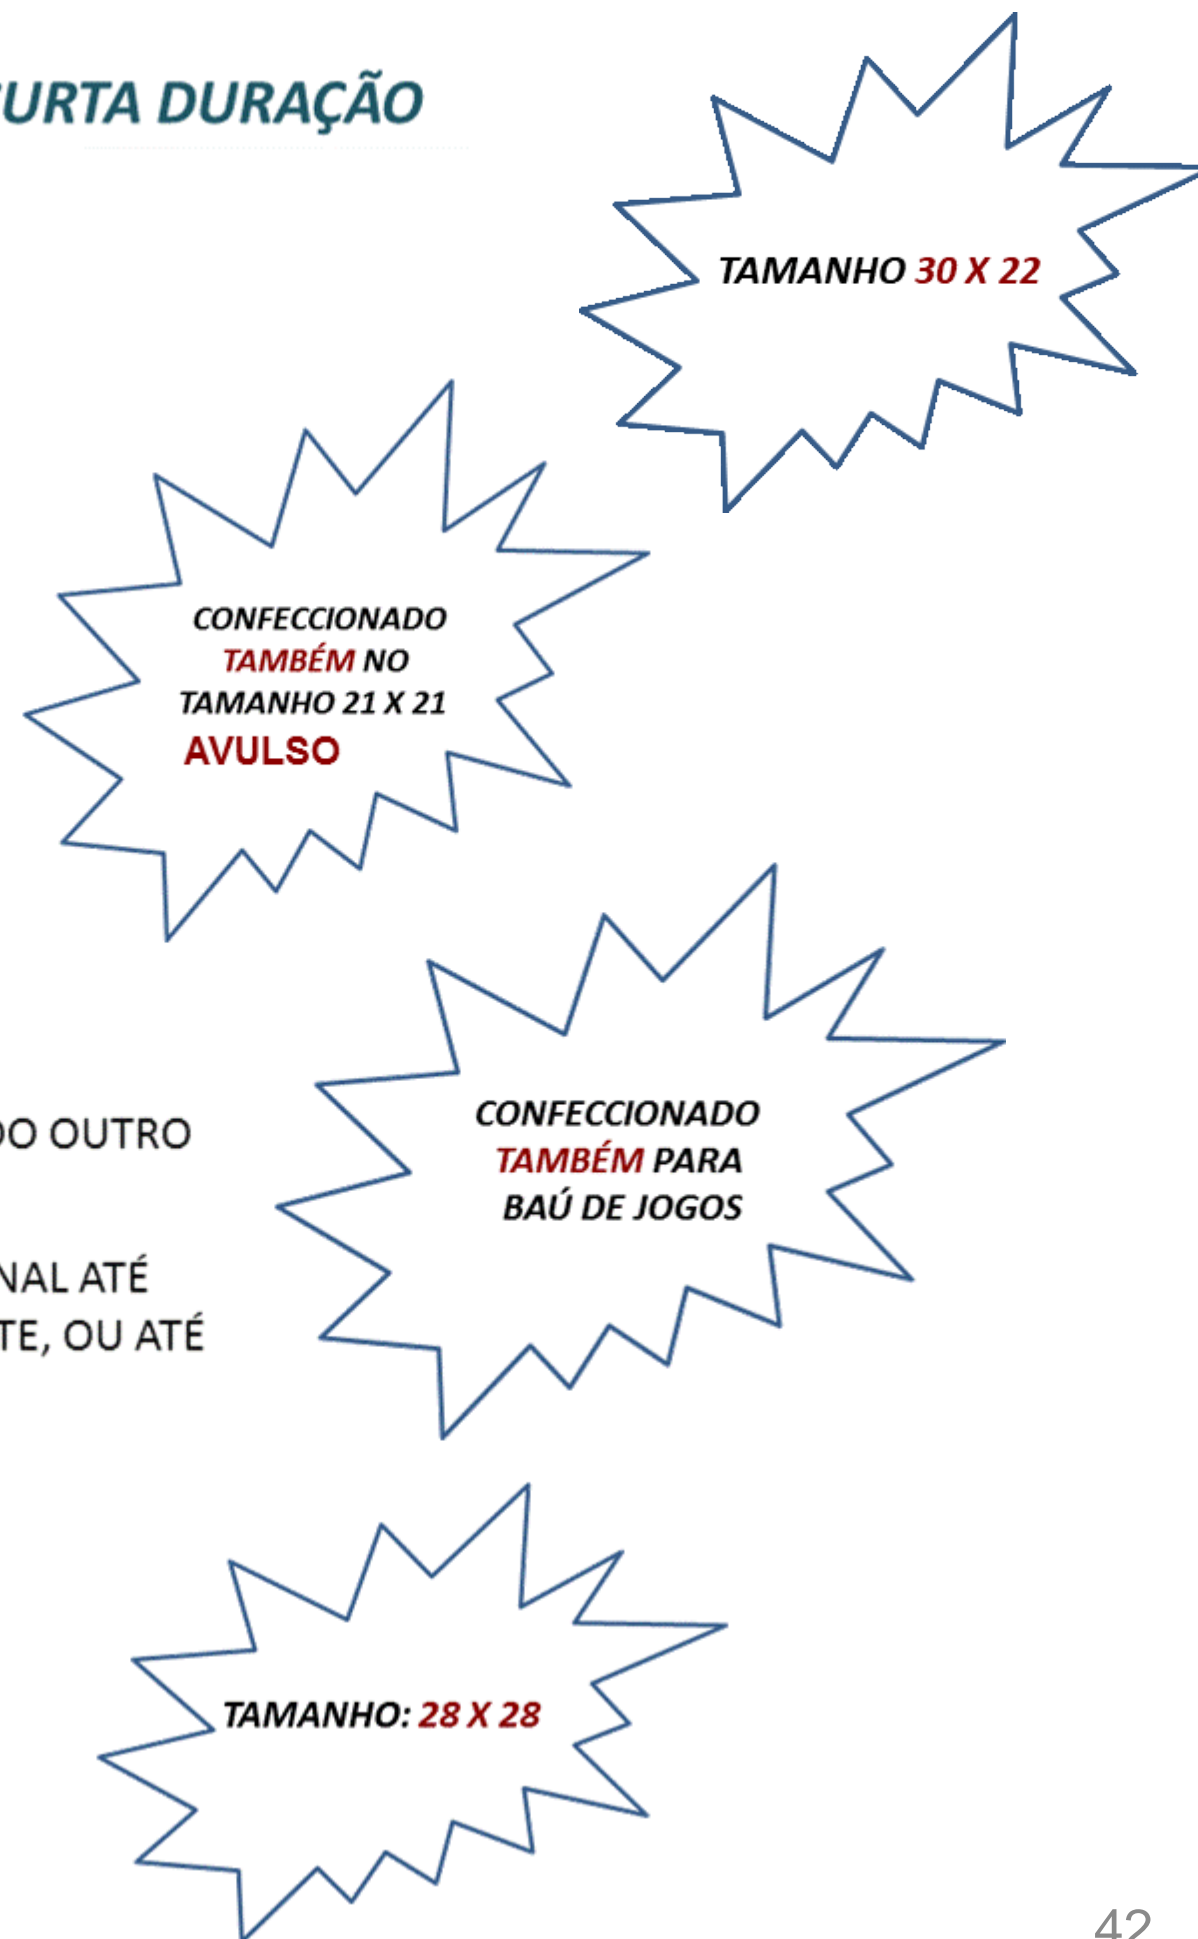 URTA DURAÇÃO
TAMANHO 30 X 22
CONFECCIONADO
TAMBÉM NO
TAMANHO 21 X 21
AVULSO
CONFECCIONADO
TAMBÉM PARA
BAÚ DE JOGOS
DO OUTRO
NAL ATÉ
TE, OU ATÉ
TAMANHO: 28 X 28
42